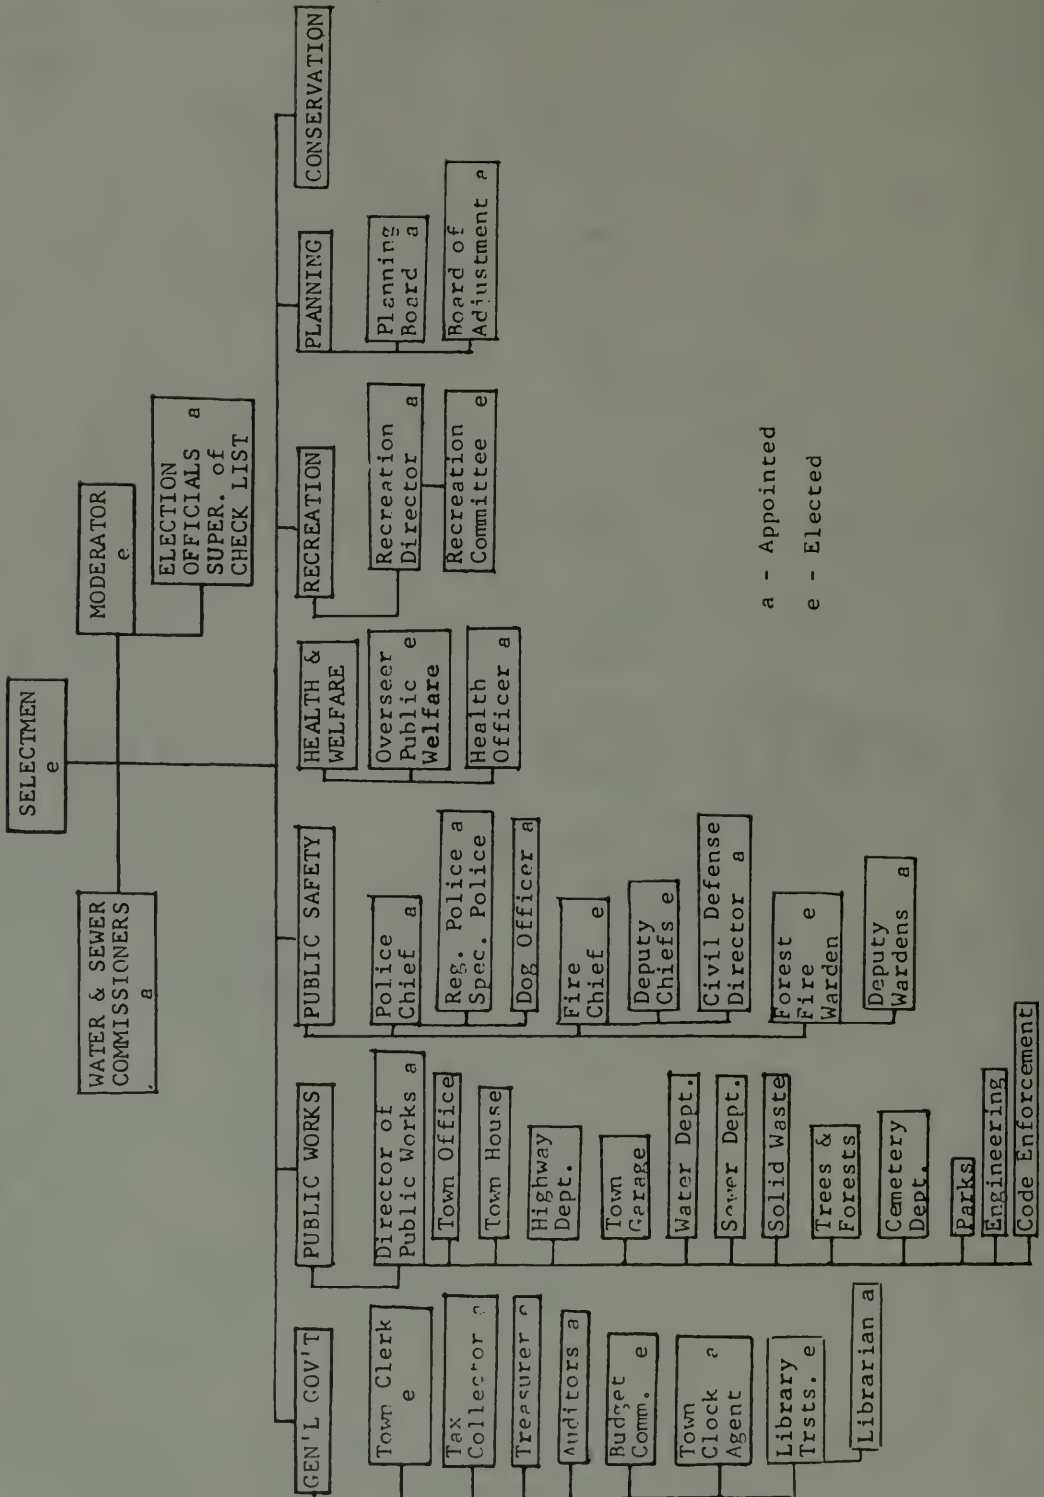 SELECTMEN
e
WATER & SEWER
COMMISSIONERS
a
MODERATOR
e
ELECTION
OFFICIALS a
SUPER. of
CHECK LIST
GEN'L GOV'T
Town Clerk
e
Tax
Collector
Treasurer
Auditors a
Budget
Comm. e
Town
Clock
Agent
Library
Trsts. e
Librarian a
PUBLIC WORKS
Director of
Public Works a
Town Office
Town House
Highway
Dept.
Town
Garage
Water Dept.
Sewer Dept.
Solid Waste
Trees &
Forests
Cemetery
Dept.
Parks
Engineering
Code Enforcement
PUBLIC SAFETY
Police
Chief a
Reg. Police a
Spec. Police
Dog Officer a
Fire
Chief e
Deputy
Chiefs e
Civil Defense
Director a
Forest
Fire e
Warden
Deputy
Wardens a
HEALTH &
WELFARE
Overseer
Public e
Welfare
Health
Officer a
RECREATION
Recreation
Director a
Recreation
Committee e
PLANNING
Planning
Board a
Board of
Adjustment a
CONSERVATION
a - Appointed
e - Elected